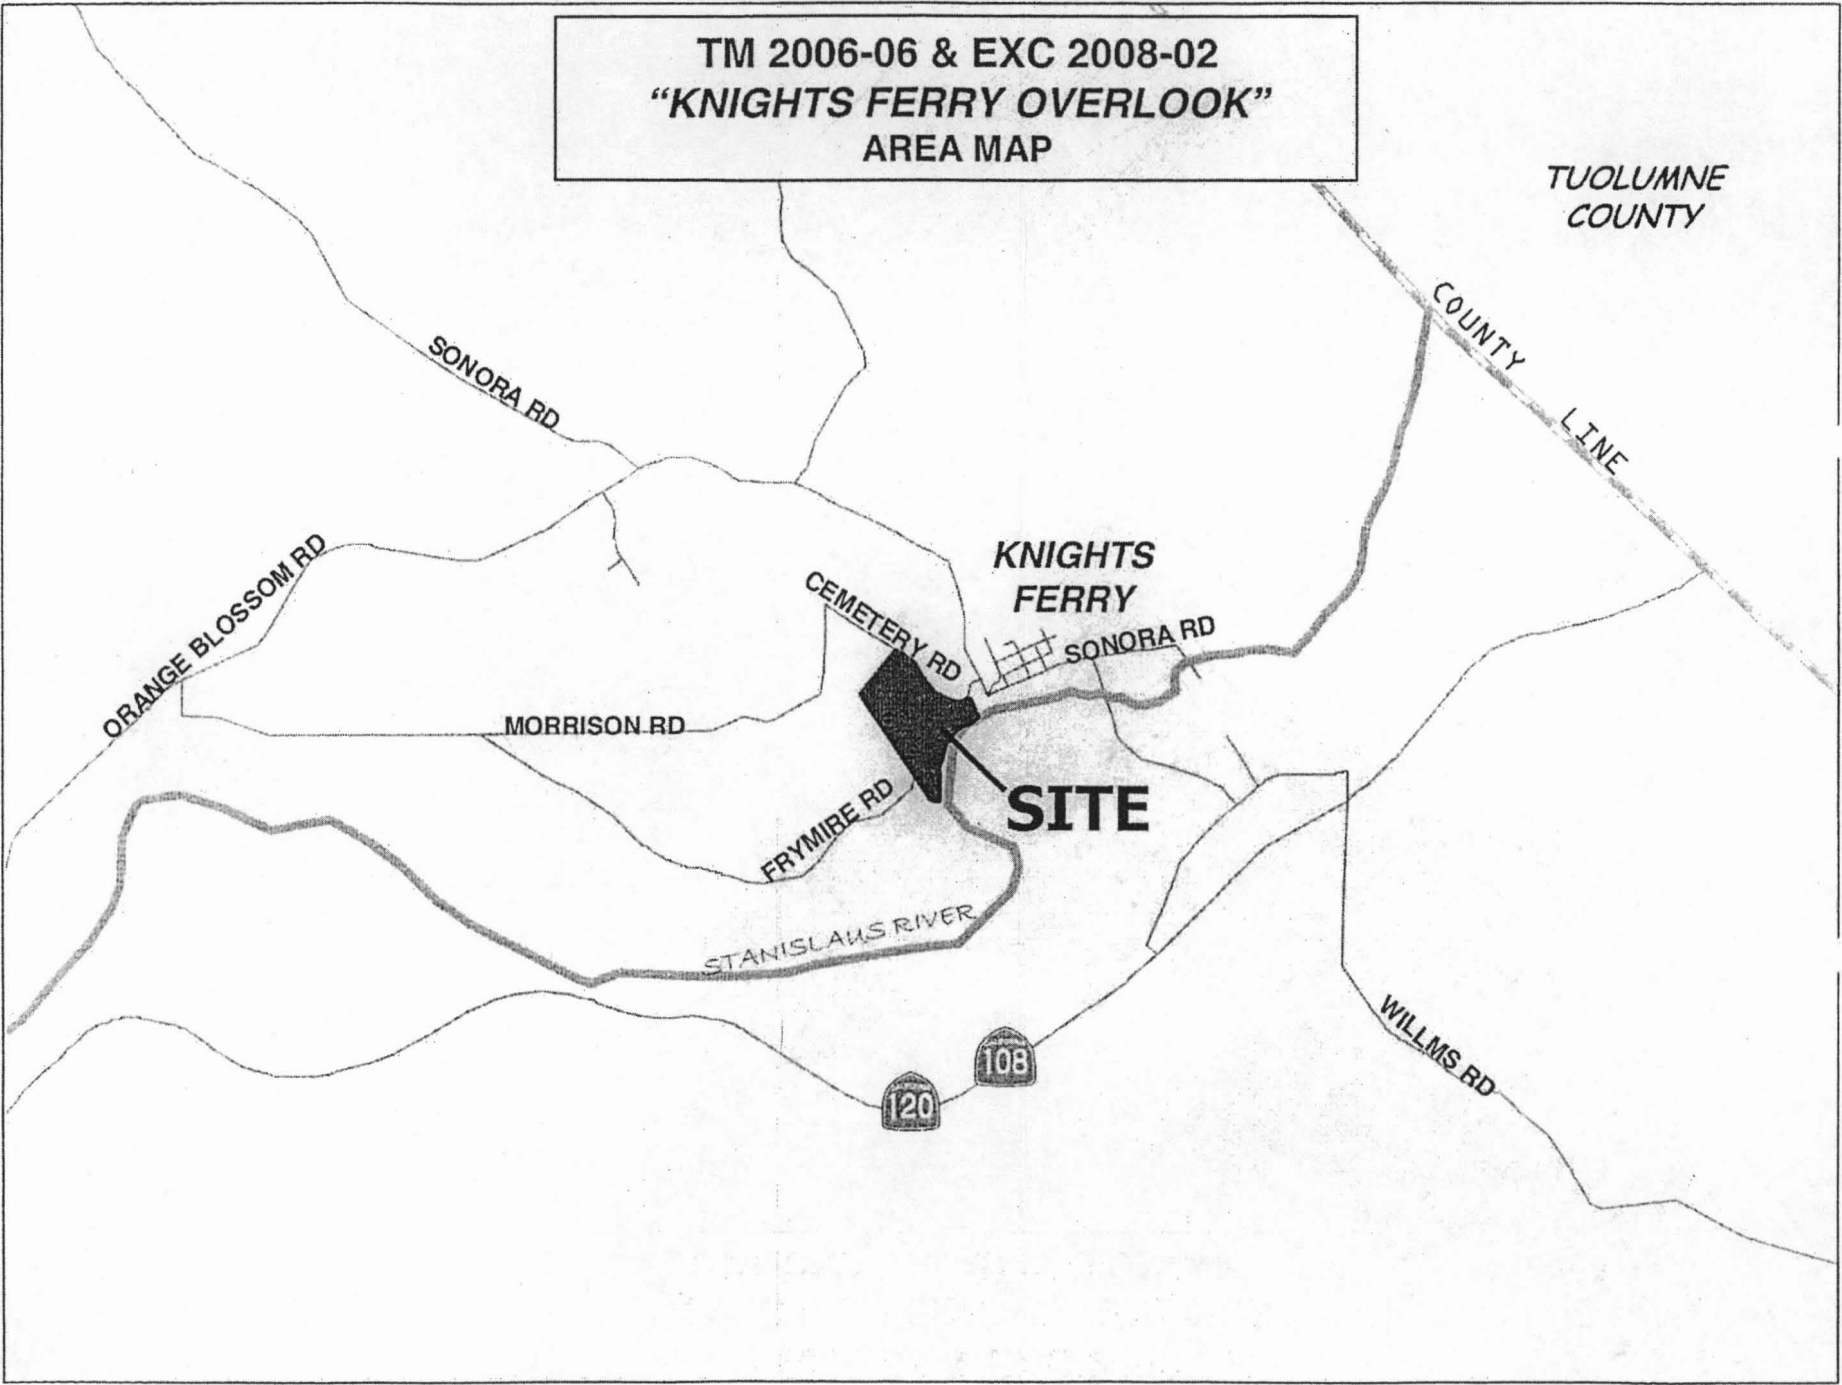 TM 2006-06 & EXC 2008-02
“KNIGHTS FERRY OVERLOOK”
AREA MAP
TUOLUMNE
COUNTY
COUNTY LINE
SONORA RD
ORANGE BLOSSOM RD
KNIGHTS
FERRY
CEMETERY RD
SONORA RD
MORRISON RD
FRYMIRE RD
SITE
STANISLAUS RIVER
WILLMS RD
108
120